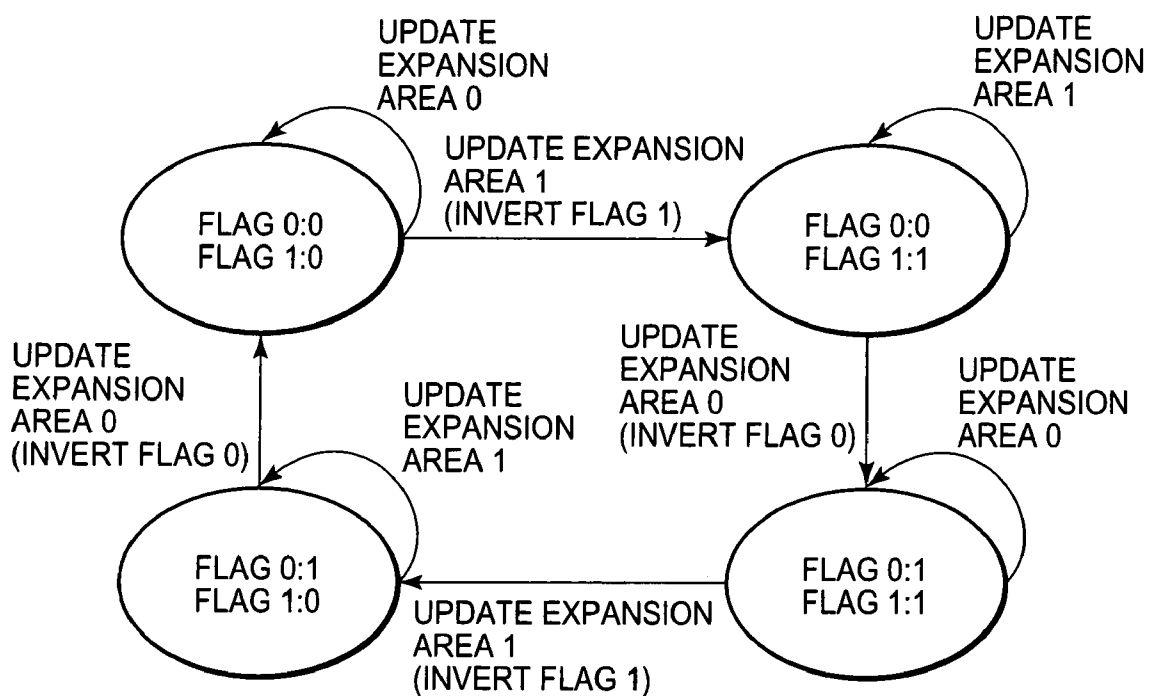 UPDATE
EXPANSION
AREA 0
UPDATE
EXPANSION
AREA 1
UPDATE EXPANSION
AREA 1
(INVERT FLAG 1)
FLAG 0:0
FLAG 1:0
FLAG 0:0
FLAG 1:1
UPDATE
EXPANSION
AREA 0
(INVERT FLAG 0)
UPDATE
EXPANSION
AREA 1
UPDATE
EXPANSION
AREA 0
(INVERT FLAG 0)
UPDATE
EXPANSION
AREA 0
FLAG 0:1
FLAG 1:0
FLAG 0:1
FLAG 1:1
UPDATE EXPANSION
AREA 1
(INVERT FLAG 1)